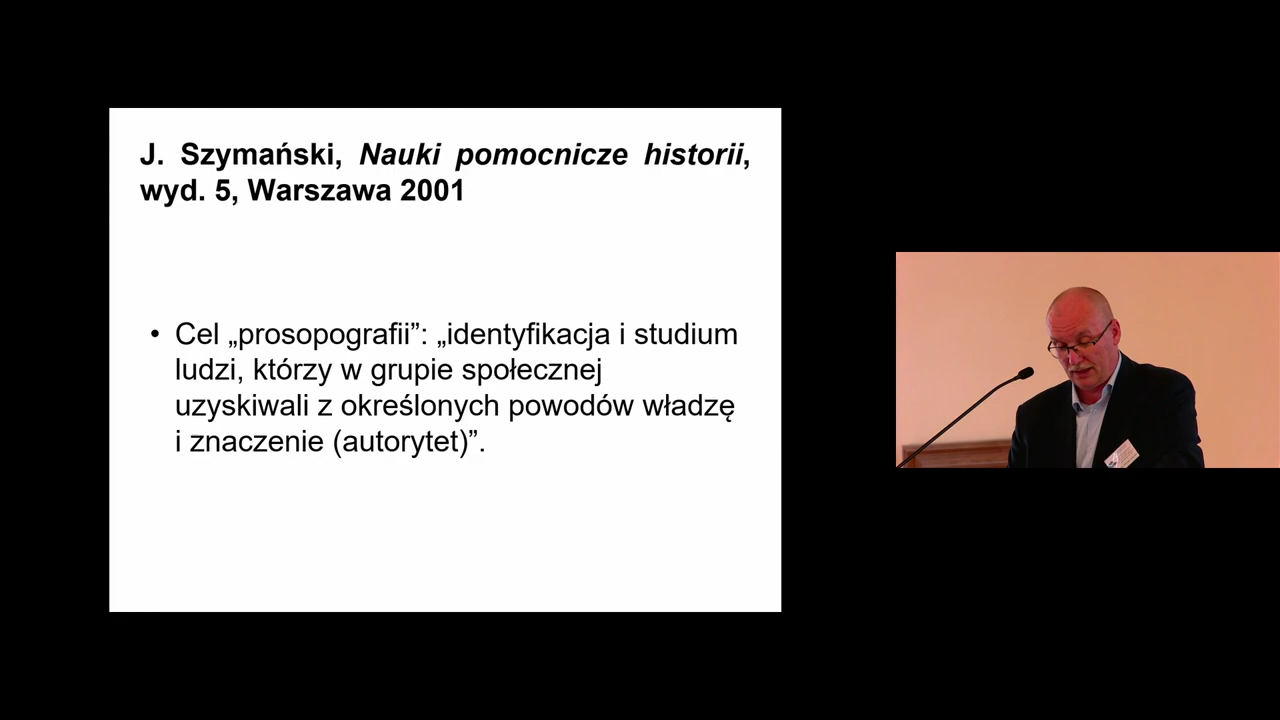 J. Szymański, Nauki pomocnicze historii,
wyd. 5, Warszawa 2001
• Cel „prosopografii”: „identyfikacja i studium
ludzi, którzy w grupie społecznej
uzyskiwali z określonych powodów władzę
i znaczenie (autorytet)”.